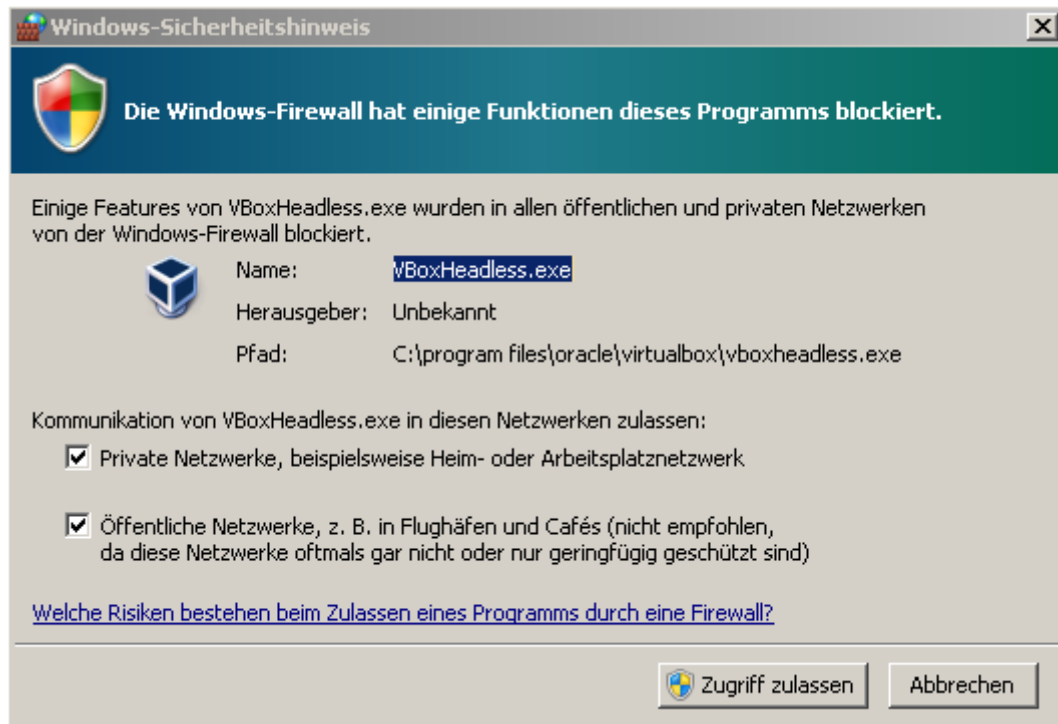 Windows-Sicherheitshinweis
Die Windows-Firewall hat einige Funktionen dieses Programms blockiert.
Einige Features von VBoxHeadless.exe wurden in allen öffentlichen und privaten Netzwerken
von der Windows-Firewall blockiert.
Name: VBoxHeadless.exe
Herausgeber: Unbekannt
Pfad: C:\program files\oracle\virtualbox\vboxheadless.exe
Kommunikation von VBoxHeadless.exe in diesen Netzwerken zulassen:
Private Netzwerke, beispielsweise Heim- oder Arbeitsplatznetzwerk
Öffentliche Netzwerke, z. B. in Flughäfen und Cafés (nicht empfohlen,
da diese Netzwerke oftmals gar nicht oder nur geringfügig geschützt sind)
Welche Risiken bestehen beim Zulassen eines Programms durch eine Firewall?
Zugriff zulassen Abbrechen